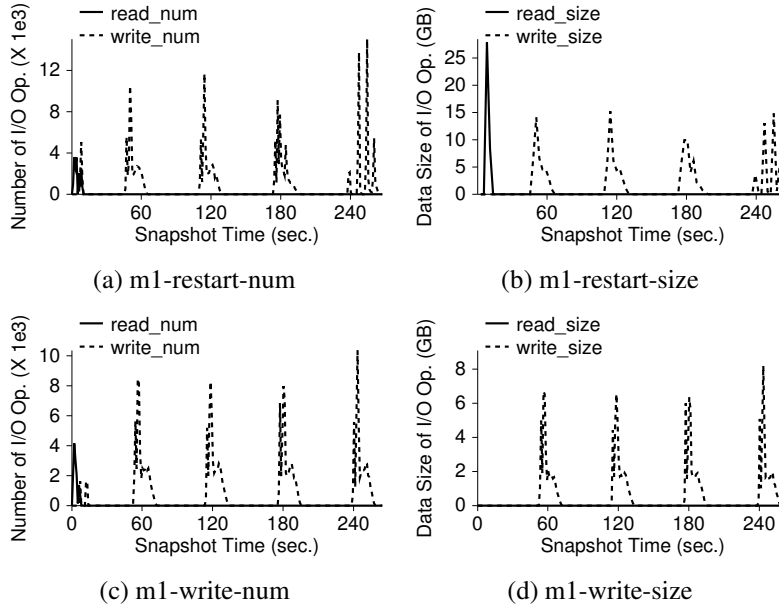 read_num
write_num
Number of I/O Op. (X 1e3)
12
8
4
0
60 120 180 240
Snapshot Time (sec.)
(a) m1-restart-num
read_size
write_size
Data Size of I/O Op. (GB)
25
20
15
10
5
0
0 60 120 180 240
Snapshot Time (sec.)
(b) m1-restart-size
read_num
write_num
Number of I/O Op. (X 1e3)
10
8
6
4
2
0
0 60 120 180 240
Snapshot Time (sec.)
(c) m1-write-num
read_size
write_size
Data Size of I/O Op. (GB)
8
6
4
2
0
0 60 120 180 240
Snapshot Time (sec.)
(d) m1-write-size